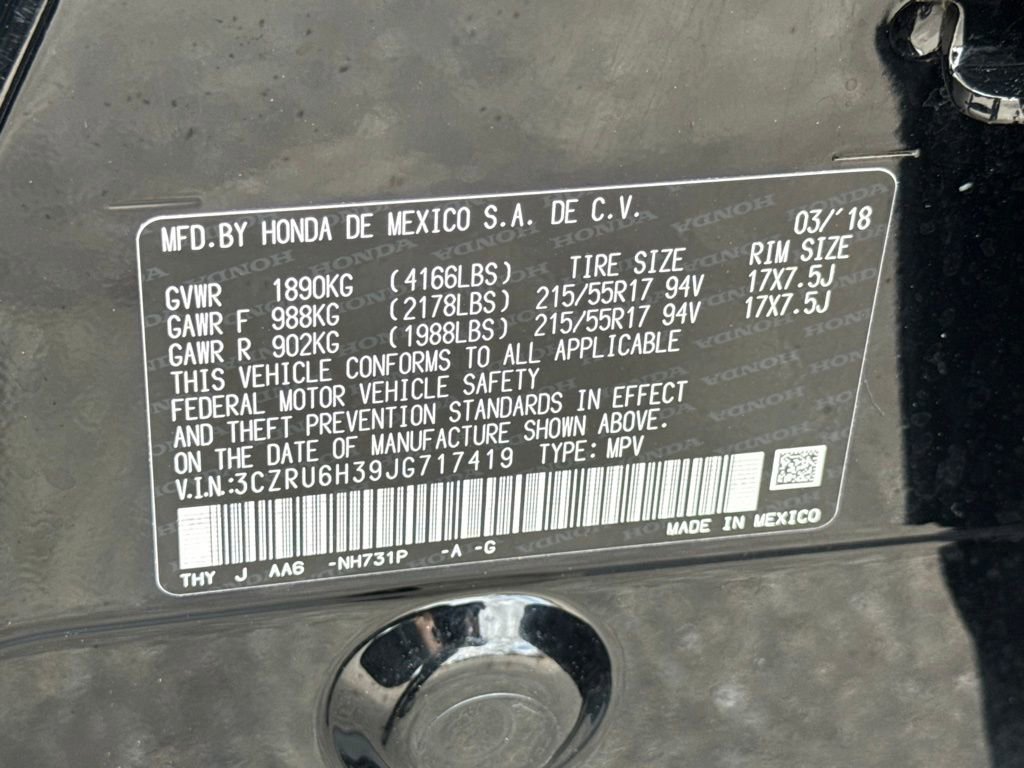 MFD.BY HONDA DE MEXICO S.A. DE C.V. 03/'18
GVWR 1890KG (4166LBS) TIRE SIZE RIM SIZE
GAWR F 988KG (2178LBS) 215/55R17 94V 17X7.5J
GAWR R 902KG (1988LBS) 215/55R17 94V 17X7.5J
THIS VEHICLE CONFORMS TO ALL APPLICABLE
FEDERAL MOTOR VEHICLE SAFETY
AND THEFT PREVENTION STANDARDS IN EFFECT
ON THE DATE OF MANUFACTURE SHOWN ABOVE.
V.I.N.:3CZRU6H39JG717419 TYPE: MPV
MADE IN MEXICO
THY J AA6 -NH731P -A -G